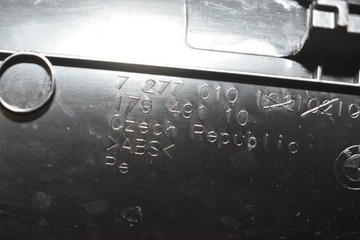 7 277 010
179 491 10
Czech Republic
>ABS<
Pe